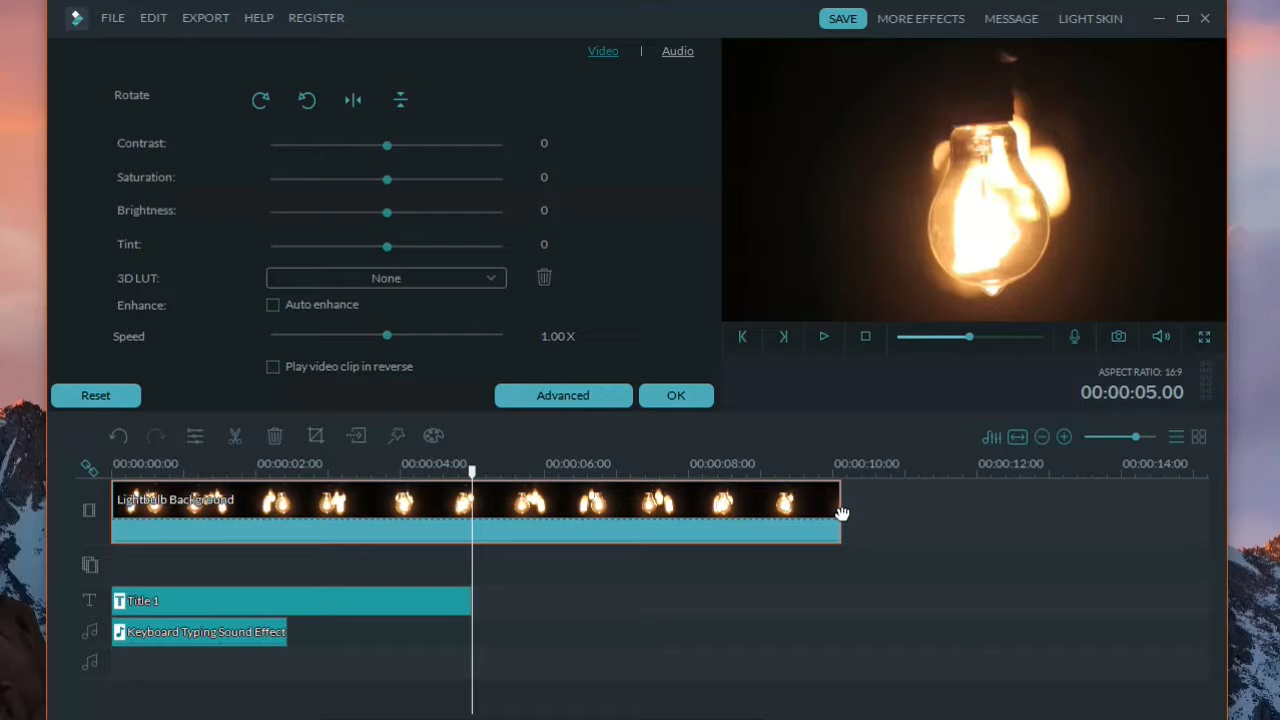 FILE EDIT EXPORT HELP REGISTER
SAVE MORE EFFECTS MESSAGE LIGHT SKIN
Video | Audio
Rotate
Contrast: 0
Saturation: 0
Brightness: 0
Tint: 0
3D LUT: None
Enhance: Auto enhance
Speed 1.00 X
Play video clip in reverse
Reset Advanced OK
ASPECT RATIO: 16:9
00:00:05.00
00:00:00:00 00:00:02:00 00:00:04:00 00:00:06:00 00:00:08:00 00:00:10:00 00:00:12:00 00:00:14:00
Lightbulb Background
T T Title 1
Keyboard Typing Sound Effect